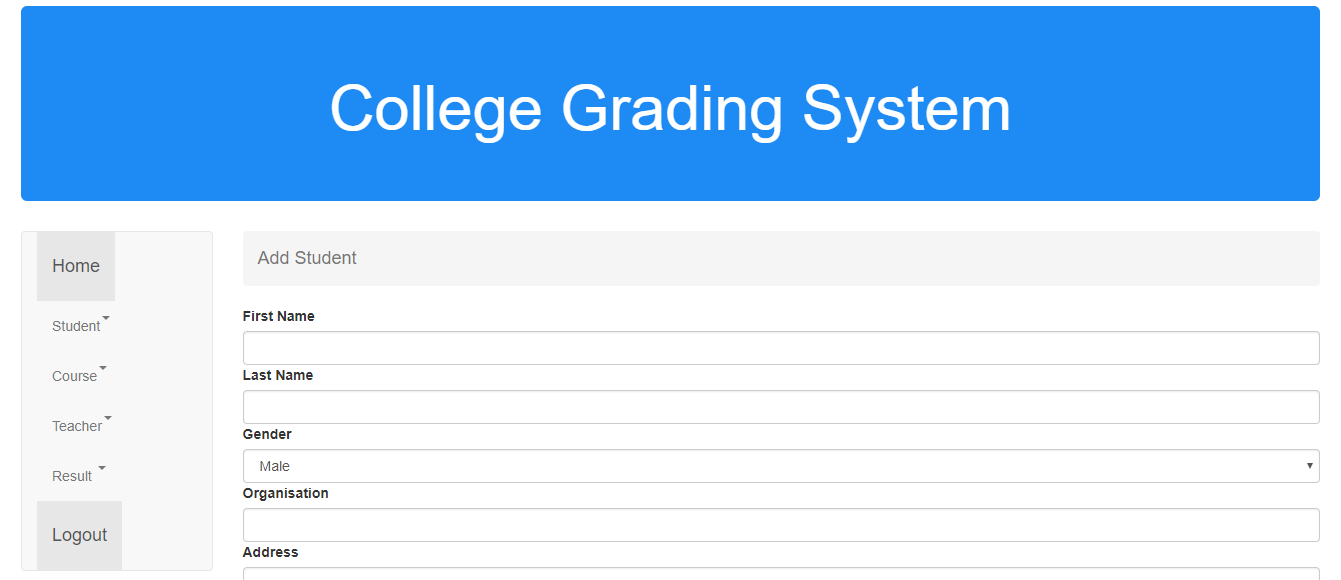 College Grading System
Home
Student
Course
Teacher
Result
Logout
Add Student
First Name
Last Name
Gender
Male
Organisation
Address